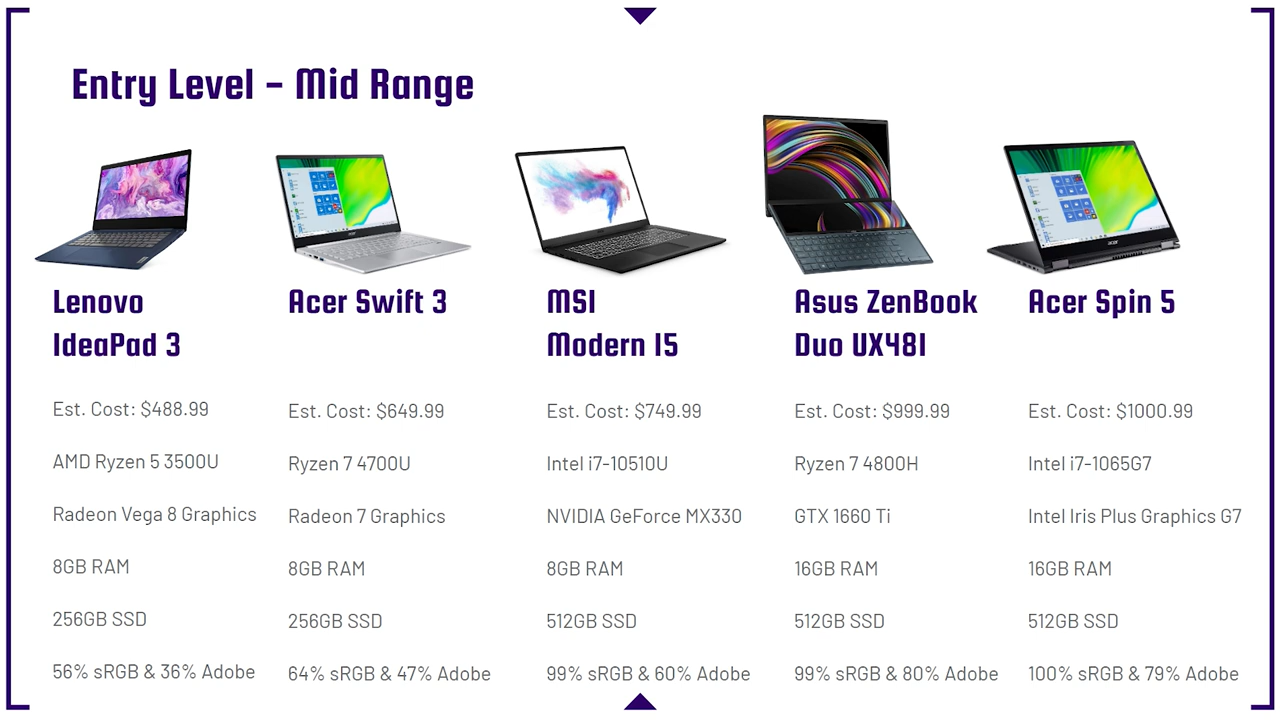 Entry Level - Mid Range
Lenovo
IdeaPad 3
Est. Cost: $488.99
AMD Ryzen 5 3500U
Radeon Vega 8 Graphics
8GB RAM
256GB SSD
56% sRGB & 36% Adobe
Acer Swift 3
Est. Cost: $649.99
Ryzen 7 4700U
Radeon 7 Graphics
8GB RAM
256GB SSD
64% sRGB & 47% Adobe
MSI
Modern 15
Est. Cost: $749.99
Intel i7-10510U
NVIDIA GeForce MX330
8GB RAM
512GB SSD
99% sRGB & 60% Adobe
Asus ZenBook
Duo UX481
Est. Cost: $999.99
Ryzen 7 4800H
GTX 1660 Ti
16GB RAM
512GB SSD
99% sRGB & 80% Adobe
acer
Acer Spin 5
Est. Cost: $1000.99
Intel i7-1065G7
Intel Iris Plus Graphics G7
16GB RAM
512GB SSD
100% sRGB & 79% Adobe